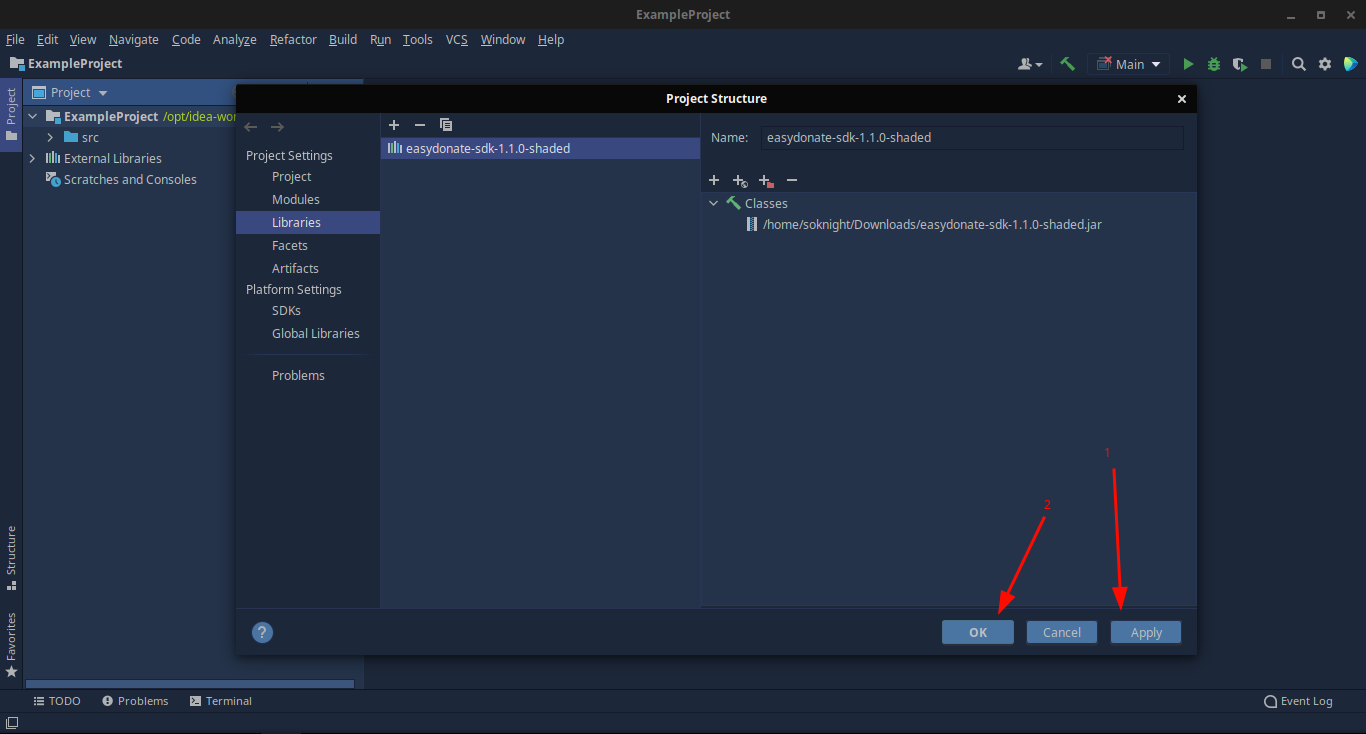 ExampleProject
File Edit View Navigate Code Analyze Refactor Build Run Tools VCS Window Help
ExampleProject
Main
Project
Project
ExampleProject /opt/idea-wor
src
External Libraries
Scratches and Consoles
Structure
Favorites
Project Structure
Project Settings
Project
Modules
Libraries
Facets
Artifacts
Platform Settings
SDKs
Global Libraries
Problems
easydonate-sdk-1.1.0-shaded
Name: easydonate-sdk-1.1.0-shaded
Classes
/home/soknight/Downloads/easydonate-sdk-1.1.0-shaded.jar
1
2
?
OK Cancel Apply
TODO Problems Terminal Event Log